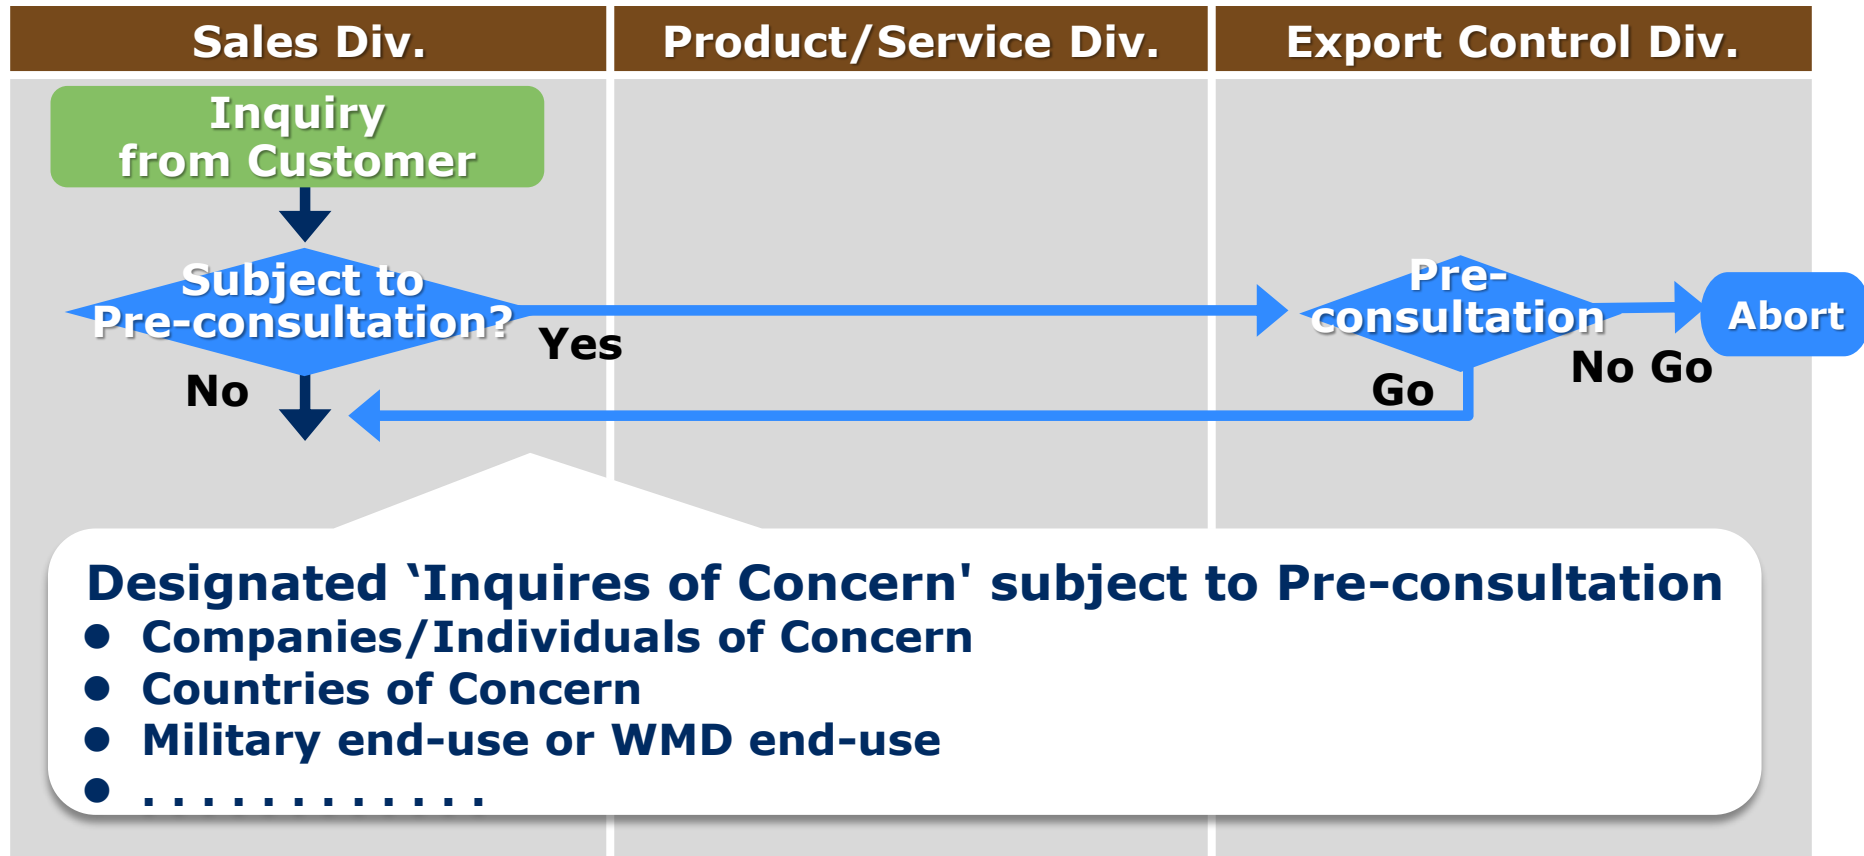 Sales Div.
Product/Service Div.
Export Control Div.
Inquiry
from Customer
Subject to
Pre-consultation?
Yes
No
Pre-
consultation
Go
No Go
Abort
Designated ‵Inquires of Concern' subject to Pre-consultation
● Companies/Individuals of Concern
● Countries of Concern
● Military end-use or WMD end-use
● . . . . . . . . . . . .